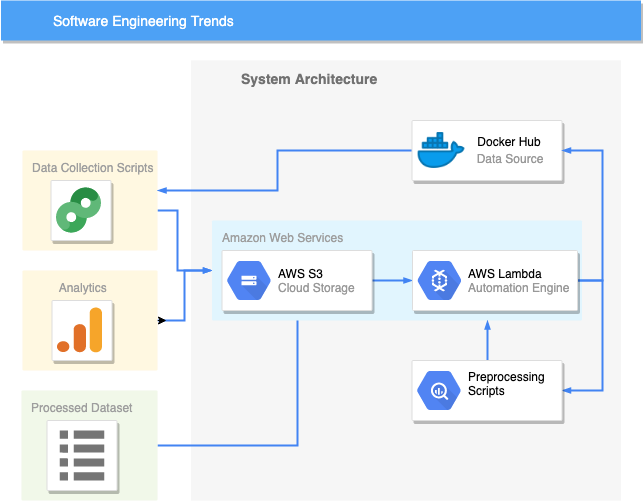 Software Engineering Trends
System Architecture
Docker Hub
Data Source
Data Collection Scripts
Amazon Web Services
AWS S3
Cloud Storage
AWS Lambda
Automation Engine
Analytics
Preprocessing
Scripts
Processed Dataset